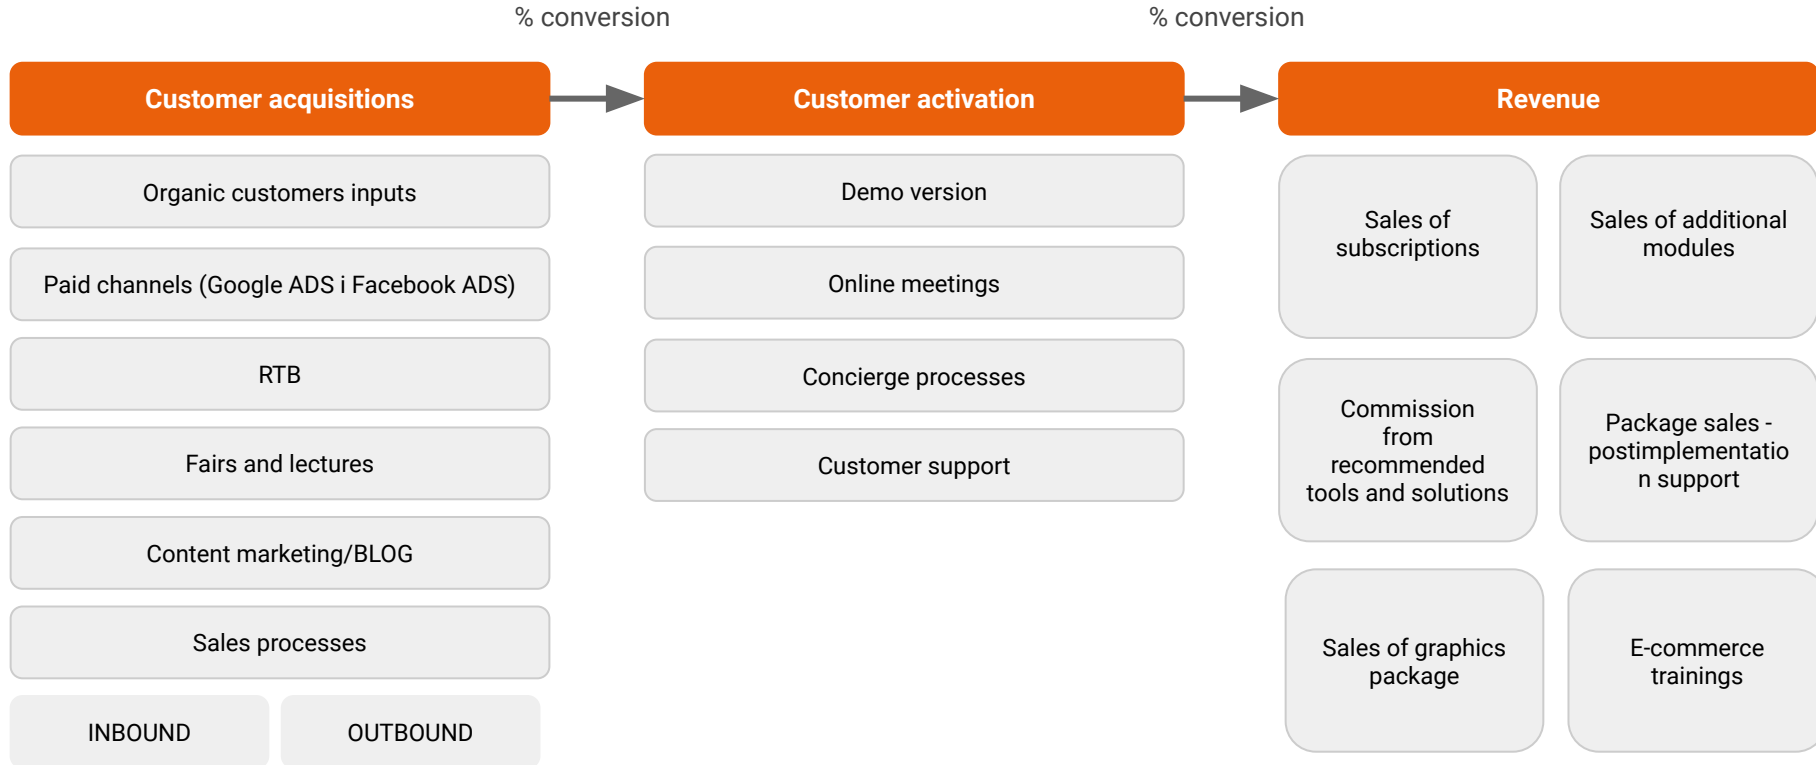 % conversion
% conversion
Customer acquisitions
Customer activation
Revenue
Organic customers inputs
Paid channels (Google ADS i Facebook ADS)
RTB
Fairs and lectures
Content marketing/BLOG
Sales processes
INBOUND
OUTBOUND
Demo version
Online meetings
Concierge processes
Customer support
Sales of
subscriptions
Sales of additional
modules
Commission
from
recommended
tools and solutions
Package sales -
postimplementatio
n support
Sales of graphics
package
E-commerce
trainings